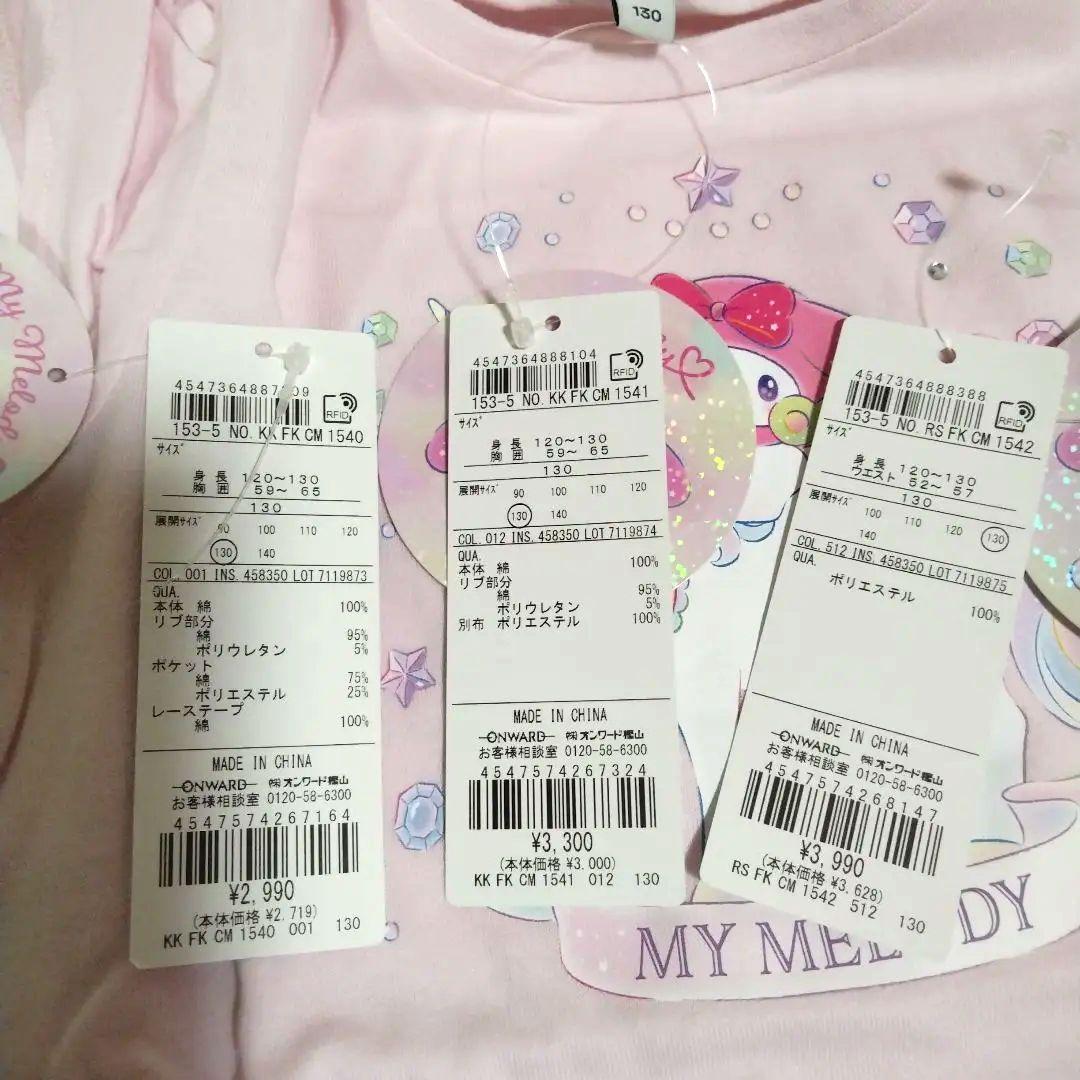 130
My Melod
4547364887
09
RFID
153-5 NO. KK FK CM 1540
サイズ
身 長 120～130
胸 囲 59～ 65
130
展開サイズ 90 100 110 120
130 140
COL. 001 INS. 458350 LOT 7119873
QUA.
本体 綿 100%
リブ部分
綿 95%
ポリウレタン 5%
ポケット
綿 75%
ポリエステル 25%
レーステープ
綿 100%
MADE IN CHINA
ONWARD ㈱オンワード樫山
お客様相談室 0120-58-6300
4547574267164
¥2,990
(本体価格 ¥2.719)
KK FK CM 1540 001 130
4547364888104
RFID
153-5 NO. KK FK CM 1541
サイズ
身 長 120～130
胸 囲 59～ 65
130
展開サイズ 90 100 110 120
130 140
COL. 012 INS. 458350 LOT 7119874
QUA.
本体 綿 100%
リブ部分
綿 95%
ポリウレタン 5%
別布 ポリエステル 100%
MADE IN CHINA
ONWARD ㈱オンワード樫山
お客様相談室 0120-58-6300
4547574267324
¥3,300
(本体価格 ¥3.000)
KK FK CM 1541 012 130
4547364888388
RFID
153-5 NO. RS FK CM 1542
サイズ
身 長 120～130
ウエスト 52～ 57
130
展開サイズ 100 110 120 130
140
COL. 512 INS. 458350 LOT 7119875
QUA.
ポリエステル 100%
MADE IN CHINA
ONWARD ㈱オンワード樫山
お客様相談室 0120-58-6300
4547574268147
¥3,990
(本体価格 ¥3.628)
RS FK CM 1542 512 130
MY MEL DY